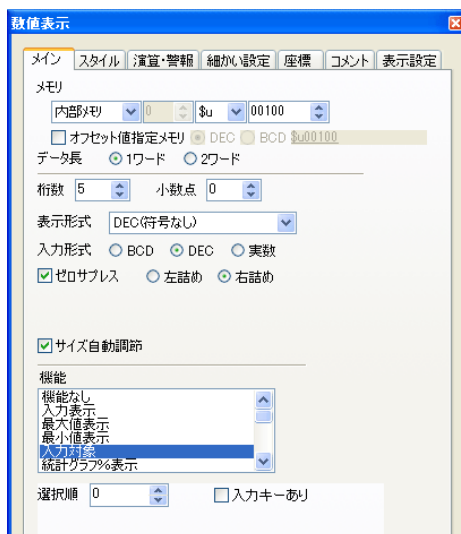 数値表示
メイン スタイル 演算・警報 細かい設定 座標 コメント 表示設定
メモリ
内部メモリ 0 $u 00100
オフセット値指定メモリ DEC BCD $u00100
データ長 1ワード 2ワード
桁数 5 小数点 0
表示形式 DEC(符号なし)
入力形式 BCD DEC 実数
ゼロサプレス 左詰め 右詰め
サイズ自動調節
機能
機能なし
入力表示
最大値表示
最小値表示
入力対象
統計グラフ%表示
選択順 0 入力キーあり